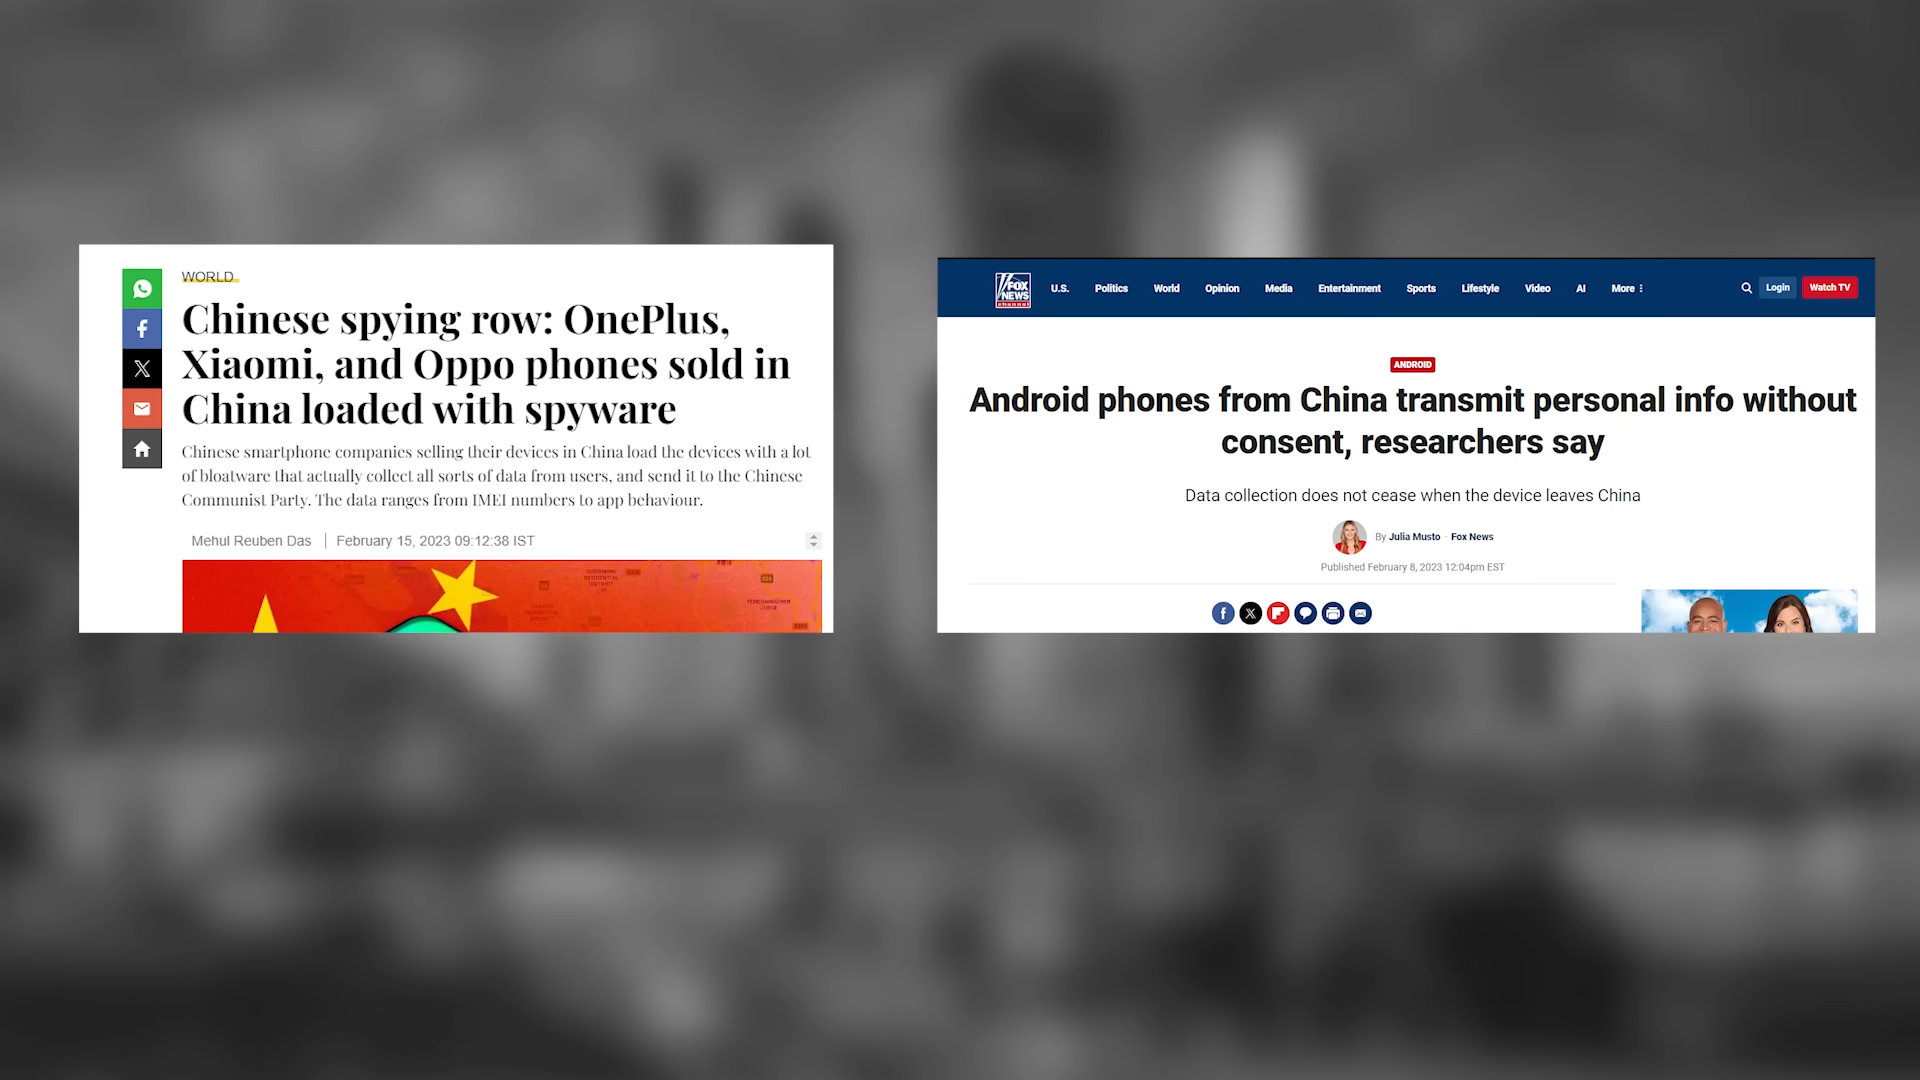 WORLD
Chinese spying row: OnePlus,
Xiaomi, and Oppo phones sold in
China loaded with spyware
Chinese smartphone companies selling their devices in China load the devices with a lot
of bloatware that actually collect all sorts of data from users, and send it to the Chinese
Communist Party. The data ranges from IMEI numbers to app behaviour.
Mehul Reuben Das | February 15, 2023 09:12:38 IST
FOX
NEWS
channel
U.S. Politics World Opinion Media Entertainment Sports Lifestyle Video AI More Login Watch TV
ANDROID
Android phones from China transmit personal info without
consent, researchers say
Data collection does not cease when the device leaves China
By Julia Musto · Fox News
Published February 8, 2023 12:04pm EST